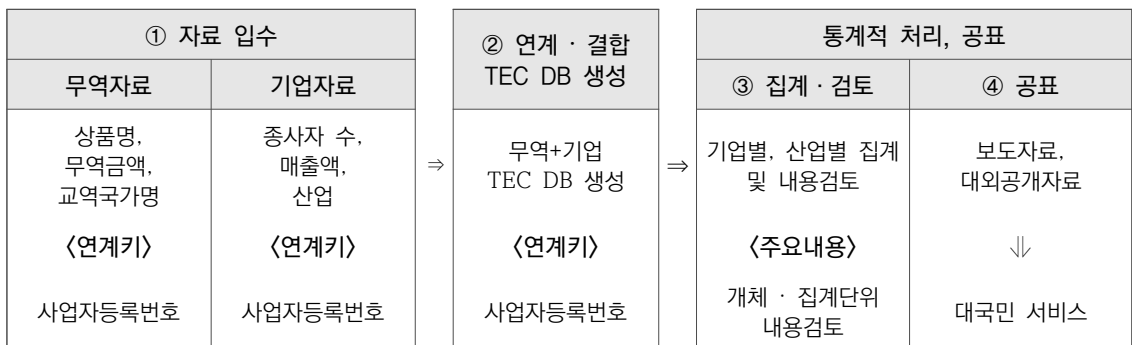 ① 자료 입수
무역자료
기업자료
상품명,
무역금액,
교역국가명
〈연계키〉
사업자등록번호
종사자 수,
매출액,
산업
〈연계키〉
사업자등록번호
⇒
② 연계 · 결합
TEC DB 생성
무역+기업
TEC DB 생성
〈연계키〉
사업자등록번호
⇒
통계적 처리, 공표
③ 집계 · 검토
④ 공표
기업별, 산업별 집계
및 내용검토
〈주요내용〉
개체 · 집계단위
내용검토
보도자료,
대외공개자료
⇓
대국민 서비스